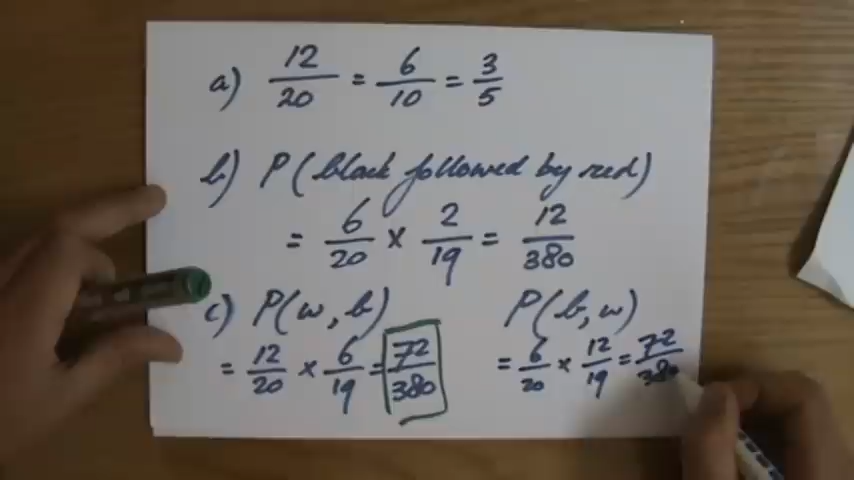 a) 12/20 = 6/10 = 3/5
b) P(black followed by red)
= 6/20 × 2/19 = 12/380
c) P(w, b)
= 12/20 × 6/19 = 72/380
P(b, w)
= 6/20 × 12/19 = 72/380